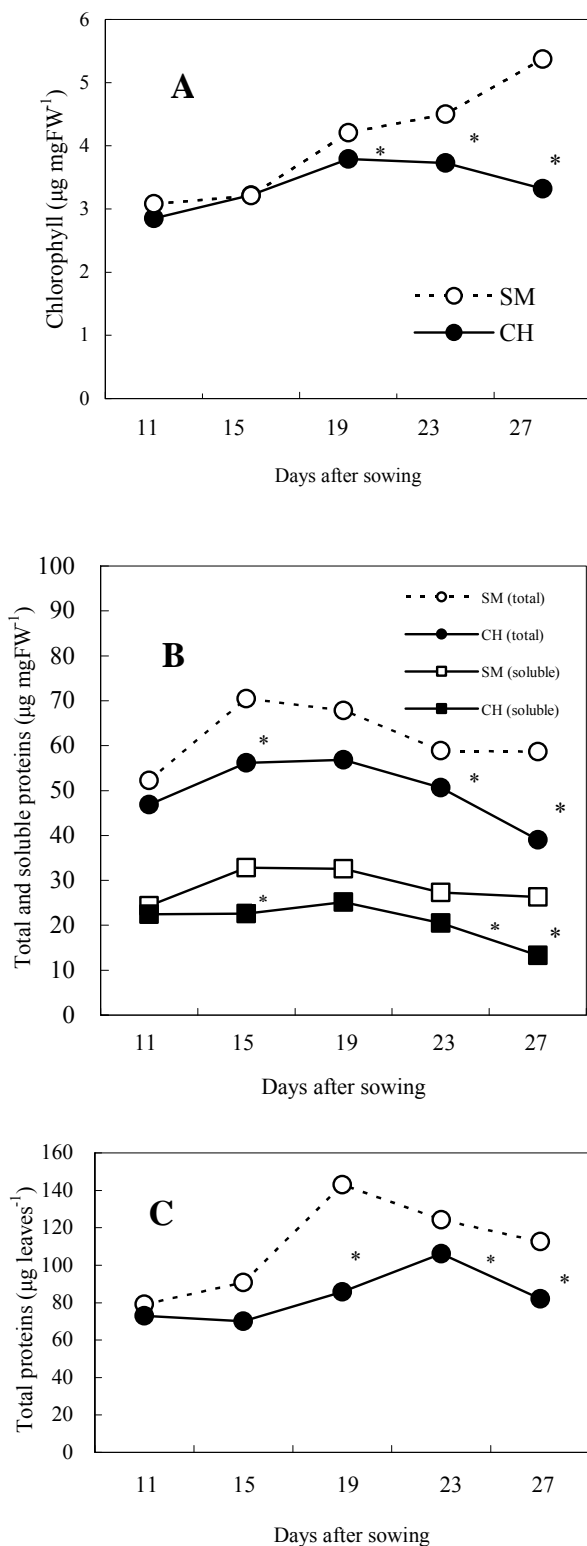 A
Chlorophyll (µg mgFW-1)
6
5
4
3
2
1
0
*
*
*
SM
CH
11 15 19 23 27
Days after sowing
B
Total and soluble proteins (µg mgFW-1)
100
90
80
70
60
50
40
30
20
10
0
SM (total)
CH (total)
SM (soluble)
CH (soluble)
*
*
*
*
*
*
11 15 19 23 27
Days after sowing
C
Total proteins (µg leaves-1)
160
140
120
100
80
60
40
20
0
*
*
*
11 15 19 23 27
Days after sowing